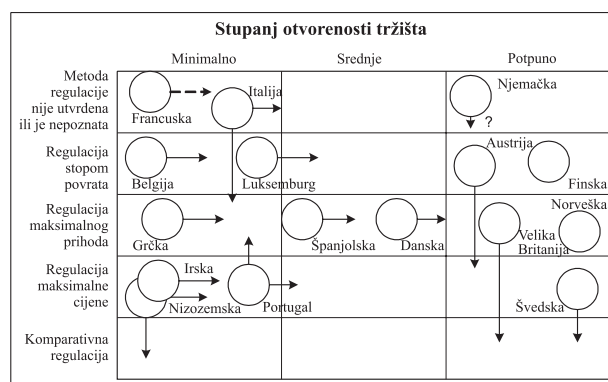 Stupanj otvorenosti tržišta
Minimalno
Srednje
Potpuno
Metoda
regulacije
nije utvrđena
ili je nepoznata
Francuska
Italija
Njemačka
?
Regulacija
stopom
povrata
Belgija
Luksemburg
Austrija
Finska
Regulacija
maksimalnog
prihoda
Grčka
Španjolska
Danska
Velika
Britanija
Norveška
Regulacija
maksimalne
cijene
Irska
Nizozemska
Portugal
Švedska
Komparativna
regulacija